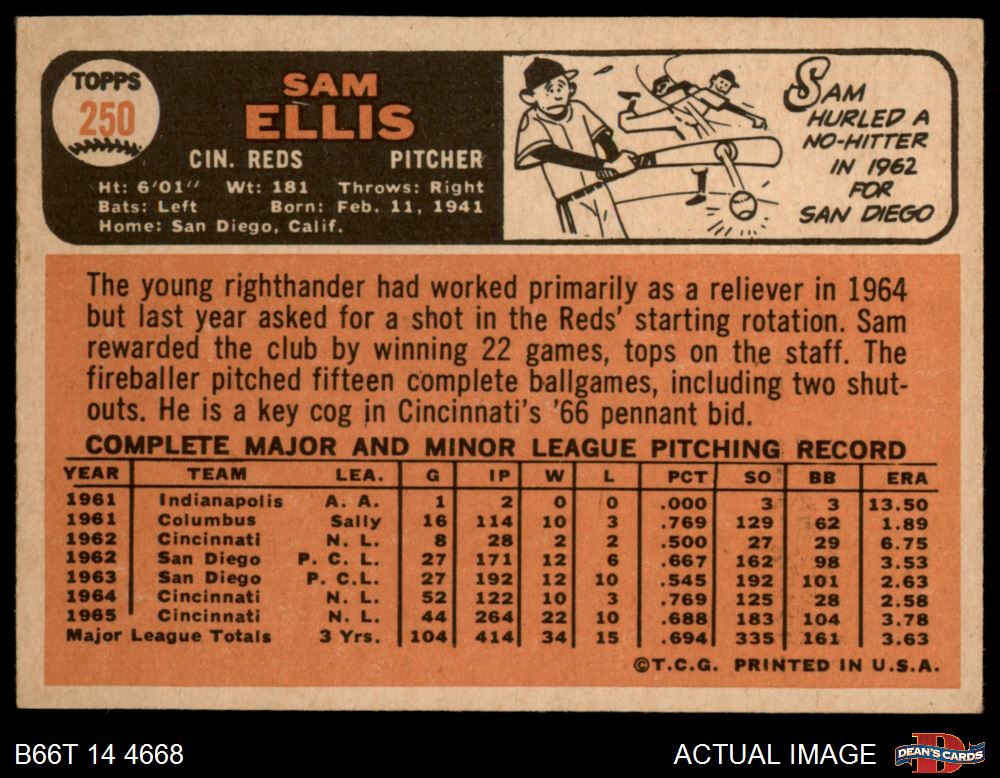 TOPPS
250
SAM
ELLIS
CIN. REDS PITCHER
Ht: 6'01" Wt: 181 Throws: Right
Bats: Left Born: Feb. 11, 1941
Home: San Diego, Calif.
SAM
HURLED A
NO-HITTER
IN 1962
FOR
SAN DIEGO
The young righthander had worked primarily as a reliever in 1964
but last year asked for a shot in the Reds' starting rotation. Sam
rewarded the club by winning 22 games, tops on the staff. The
fireballer pitched fifteen complete ballgames, including two shut-
outs. He is a key cog in Cincinnati's '66 pennant bid.
COMPLETE MAJOR AND MINOR LEAGUE PITCHING RECORD
YEAR TEAM LEA. G IP W L PCT SO BB ERA
1961 Indianapolis A. A. 1 2 0 0 .000 3 3 13.50
1961 Columbus Sally 16 114 10 3 .769 129 62 1.89
1962 Cincinnati N. L. 8 28 2 2 .500 27 29 6.75
1962 San Diego P. C. L. 27 171 12 6 .667 162 98 3.53
1963 San Diego P. C.L. 27 192 12 10 .545 192 101 2.63
1964 Cincinnati N. L. 52 122 10 3 .769 125 28 2.58
1965 Cincinnati N. L. 44 264 22 10 .688 183 104 3.78
Major League Totals 3 Yrs. 104 414 34 15 .694 335 161 3.63
©T.C.G. PRINTED IN U.S.A.
B66T 14 4668 ACTUAL IMAGE DEAN'S CARDS